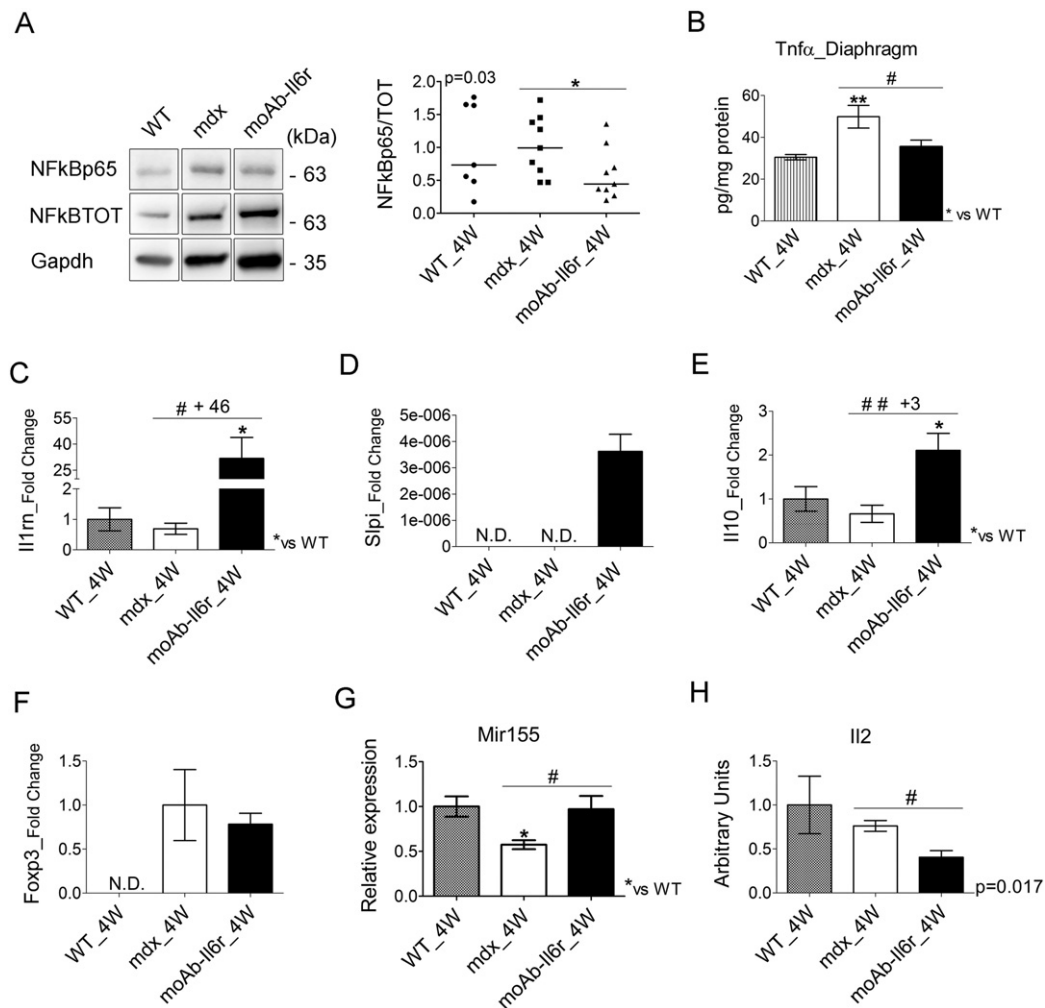 A
WT
mdx
moAb-Il6r
(kDa)
NFkBp65
- 63
NFkBTOT
- 63
Gapdh
- 35
NFkBp65/TOT
p=0.03
*
2.0
1.5
1.0
0.5
0.0
WT_4W
mdx_4W
moAb-Il6r_4W
B
Tnfα_Diaphragm
pg/mg protein
#
**
60
40
20
0
* vs WT
WT_4W
mdx_4W
moAb-Il6r_4W
C
Il1rn_Fold Change
# + 46
*
55
40
25
2
1
0
*vs WT
WT_4W
mdx_4W
moAb-Il6r_4W
D
Slpi_Fold Change
5e-006
4e-006
3e-006
2e-006
1e-006
0
N.D.
N.D.
WT_4W
mdx_4W
moAb-Il6r_4W
E
Il10_Fold Change
# # +3
*
3
2
1
0
*vs WT
WT_4W
mdx_4W
moAb-Il6r_4W
F
Foxp3_Fold Change
1.5
1.0
0.5
0.0
N.D.
WT_4W
mdx_4W
moAb-Il6r_4W
G
Mir155
Relative expression
#
*
1.5
1.0
0.5
0.0
*vs WT
WT_4W
mdx_4W
moAb-Il6r_4W
H
Il2
Arbitrary Units
#
1.5
1.0
0.5
0.0
p=0.017
WT_4W
mdx_4W
moAb-Il6r_4W